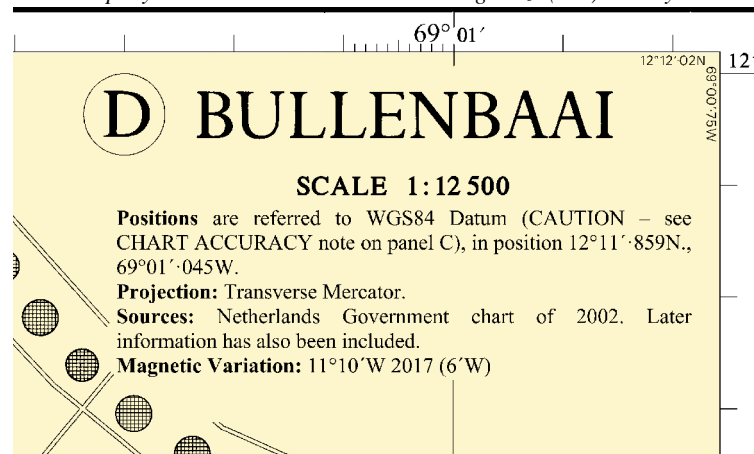 69° 01′
12°12′·02N
12
69°00′·75W
D BULLENBAAI
SCALE 1:12 500
Positions are referred to WGS84 Datum (CAUTION – see
CHART ACCURACY note on panel C), in position 12°11′·859N.,
69°01′·045W.
Projection: Transverse Mercator.
Sources: Netherlands Government chart of 2002. Later
information has also been included.
Magnetic Variation: 11°10′W 2017 (6′W)